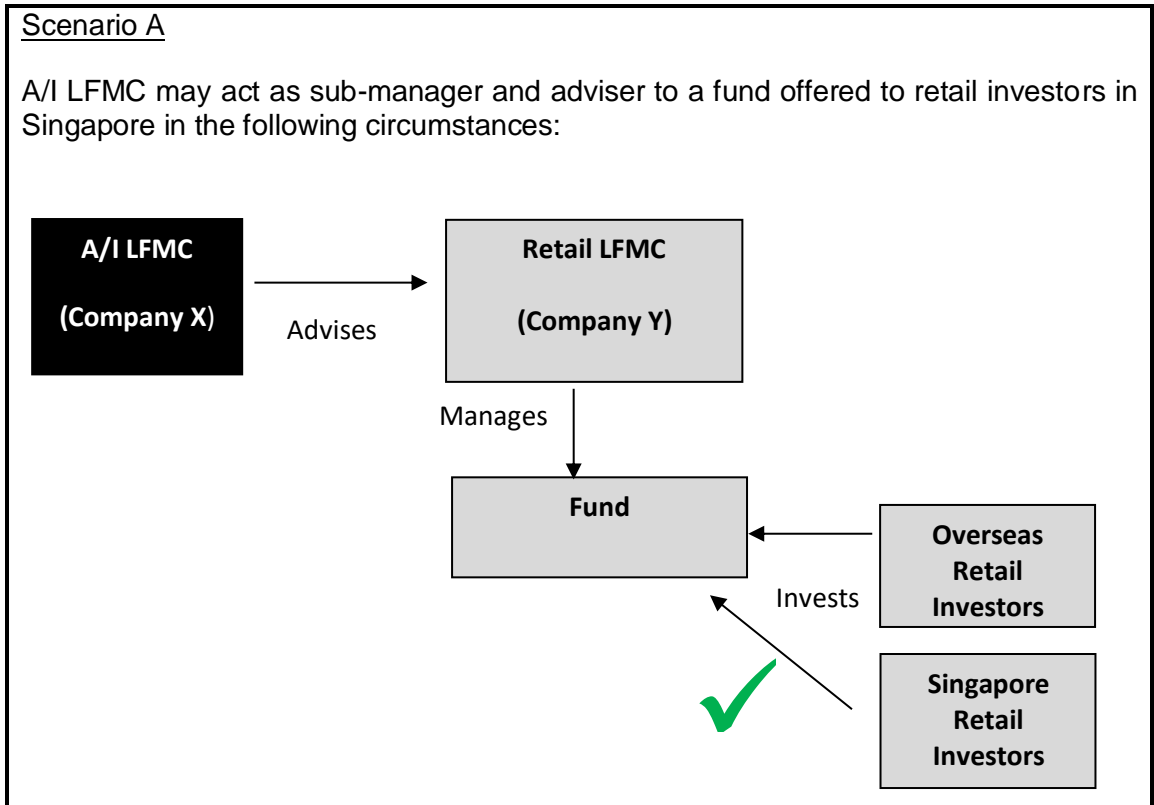 Scenario A
A/I LFMC may act as sub-manager and adviser to a fund offered to retail investors in
Singapore in the following circumstances:
A/I LFMC
(Company X)
Advises
Retail LFMC
(Company Y)
Manages
Fund
Overseas
Retail
Investors
Invests
Singapore
Retail
Investors